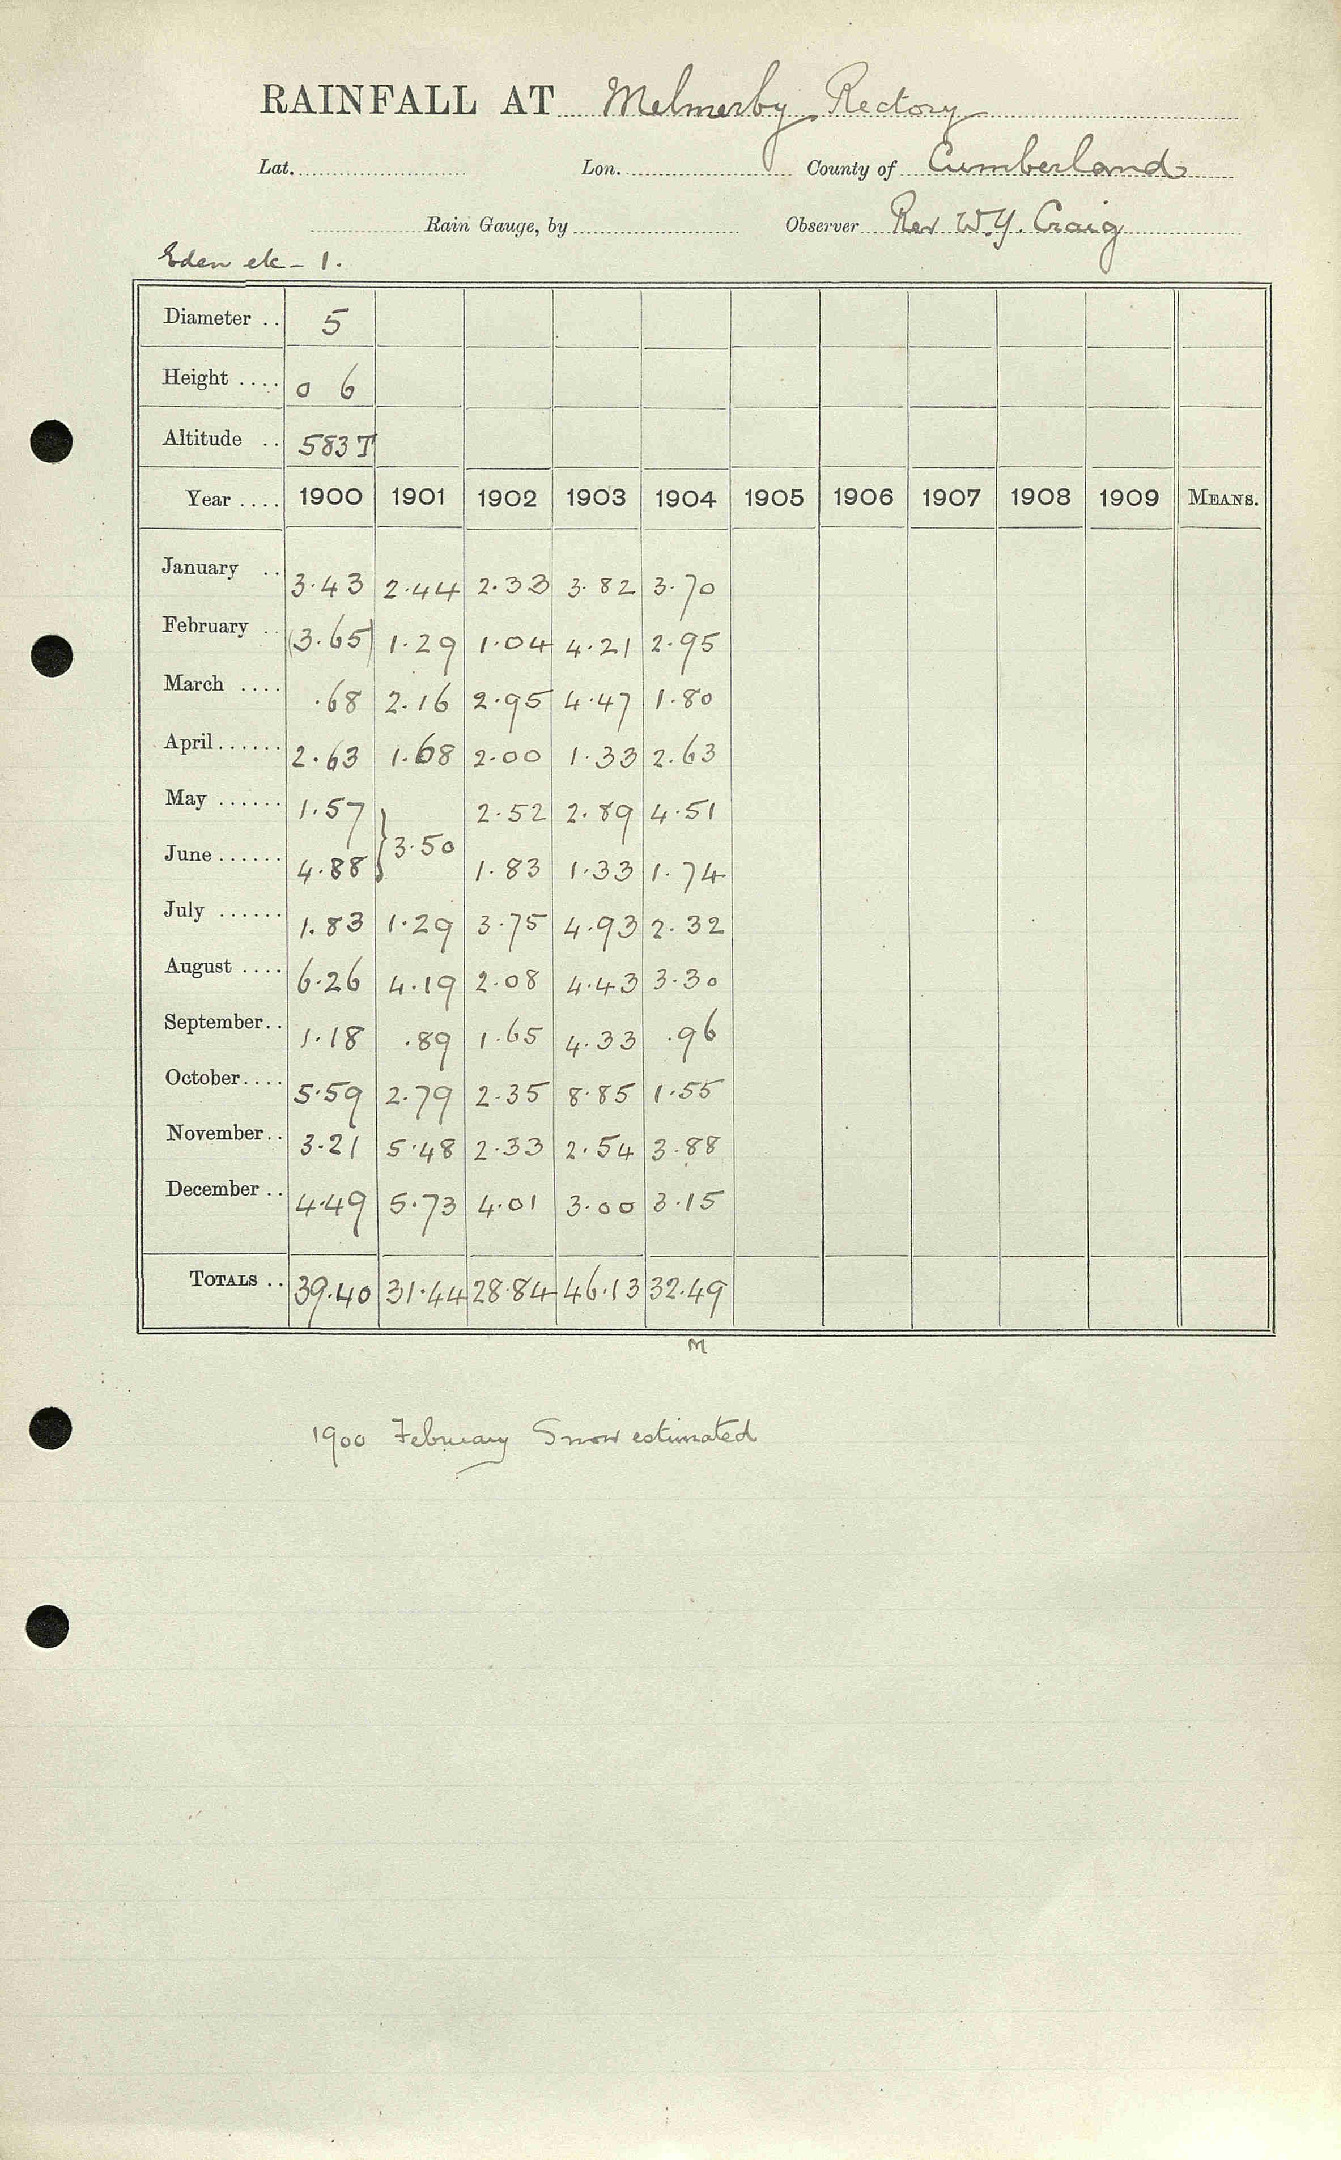 RAINFALL AT Melmerby Rectory
Lat. Lon. County of Cumberland
Rain Gauge, by Observer Rev W.Y. Craig
Eden etc - 1.
Diameter .. 5
Height .... 0 6
Altitude .. 583 T
Year .... 1900 1901 1902 1903 1904 1905 1906 1907 1908 1909 MEANS.
January .. 3.43 2.44 2.33 3.82 3.70
February .. (3.65) 1.29 1.04 4.21 2.95
March .... .68 2.16 2.95 4.47 1.80
April ...... 2.63 1.68 2.00 1.33 2.63
May ...... 1.57 2.52 2.89 4.51
} 3.50
June ...... 4.88 1.83 1.33 1.74
July ...... 1.83 1.29 3.75 4.93 2.32
August .... 6.26 4.19 2.08 4.43 3.30
September.. 1.18 .89 1.65 4.33 .96
October.... 5.59 2.79 2.35 8.85 1.55
November.. 3.21 5.48 2.33 2.54 3.88
December .. 4.49 5.73 4.01 3.00 3.15
TOTALS .. 39.40 31.44 28.84 46.13 32.49
M
1900 February Snow estimated